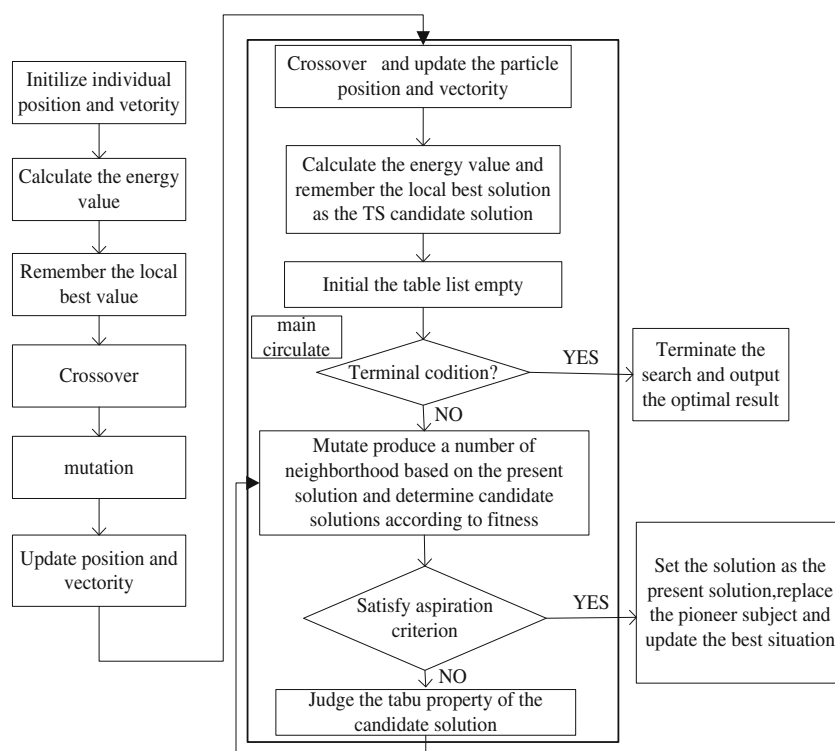 Initilize individual
position and vetority
Calculate the energy
value
Remember the local
best value
Crossover
mutation
Update position and
vectority
Crossover and update the particle
position and vectority
Calculate the energy value and
remember the local best solution
as the TS candidate solution
Initial the table list empty
main
circulate
Terminal codition?
YES
Terminate the
search and output
the optimal result
NO
Mutate produce a number of
neighborhood based on the present
solution and determine candidate
solutions according to fitness
Satisfy aspiration
criterion
YES
Set the solution as the
present solution,replace
the pioneer subject and
update the best situation
NO
Judge the tabu property of the
candidate solution